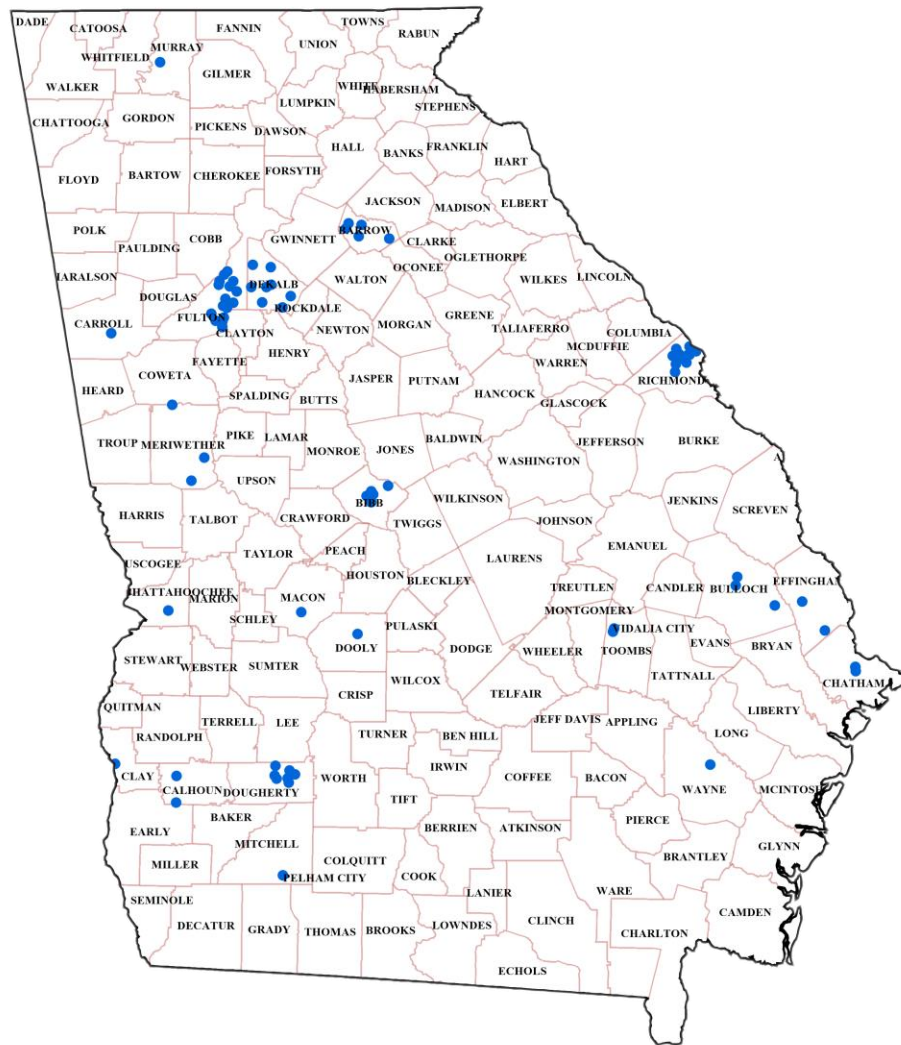 DADE
CATOOSA
FANNIN
TOWNS
RABUN
WHITFIELD
MURRAY
UNION
WALKER
GILMER
WHITE
HABERSHAM
LUMPKIN
STEPHENS
CHATTOOGA
GORDON
PICKENS
DAWSON
HALL
BANKS
FRANKLIN
HART
FLOYD
BARTOW
CHEROKEE
FORSYTH
JACKSON
MADISON
ELBERT
POLK
PAULDING
COBB
GWINNETT
BARROW
CLARKE
OCONEE
OGLETHORPE
WILKES
LINCOLN
HARALSON
DOUGLAS
DEKALB
WALTON
CARROLL
FULTON
ROCKDALE
CLAYTON
NEWTON
MORGAN
GREENE
TALIAFERRO
COLUMBIA
MCDUFFIE
WARREN
RICHMOND
HEARD
COWETA
FAYETTE
HENRY
SPALDING
BUTTS
JASPER
PUTNAM
HANCOCK
GLASCOCK
TROUP
MERIWETHER
PIKE
LAMAR
MONROE
JONES
BALDWIN
WASHINGTON
JEFFERSON
BURKE
A
UPSON
BIBB
WILKINSON
JENKINS
SCREVEN
HARRIS
TALBOT
CRAWFORD
TWIGGS
JOHNSON
USCOGEE
TAYLOR
PEACH
HOUSTON
BLECKLEY
LAURENS
EMANUEL
HATTAHOOCHEE
MARION
MACON
SCHLEY
TREUTLEN
CANDLER
BULLOCH
EFFINGHAM
PULASKI
MONTGOMERY
VIDALIA CITY
STEWART
WEBSTER
SUMTER
DOOLY
DODGE
WHEELER
TOOMBS
EVANS
BRYAN
TATTNALL
CHATHAM
QUITMAN
CRISP
WILCOX
TELFAIR
LIBERTY
RANDOLPH
TERRELL
LEE
TURNER
BEN HILL
JEFF DAVIS
APPLING
LONG
CLAY
CALHOUN
DOUGHERTY
WORTH
IRWIN
COFFEE
BACON
WAYNE
MCINTOSH
TIFT
BAKER
EARLY
MITCHELL
BERRIEN
ATKINSON
PIERCE
MILLER
COLQUITT
COOK
BRANTLEY
GLYNN
PELHAM CITY
LANIER
WARE
SEMINOLE
DECATUR
GRADY
THOMAS
BROOKS
LOWNDES
CLINCH
CHARLTON
CAMDEN
ECHOLS